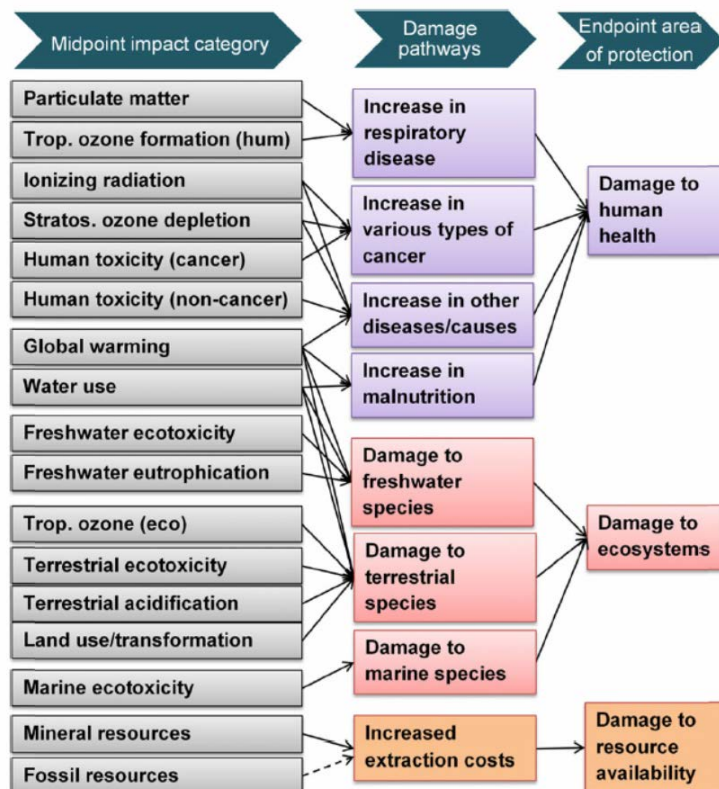 Midpoint impact category
Damage
pathways
Endpoint area
of protection
Particulate matter
Trop. ozone formation (hum)
Ionizing radiation
Stratos. ozone depletion
Human toxicity (cancer)
Human toxicity (non-cancer)
Global warming
Water use
Freshwater ecotoxicity
Freshwater eutrophication
Trop. ozone (eco)
Terrestrial ecotoxicity
Terrestrial acidification
Land use/transformation
Marine ecotoxicity
Mineral resources
Fossil resources
Increase in
respiratory
disease
Increase in
various types of
cancer
Increase in other
diseases/causes
Increase in
malnutrition
Damage to
freshwater
species
Damage to
terrestrial
species
Damage to
marine species
Increased
extraction costs
Damage to
human
health
Damage to
ecosystems
Damage to
resource
availability